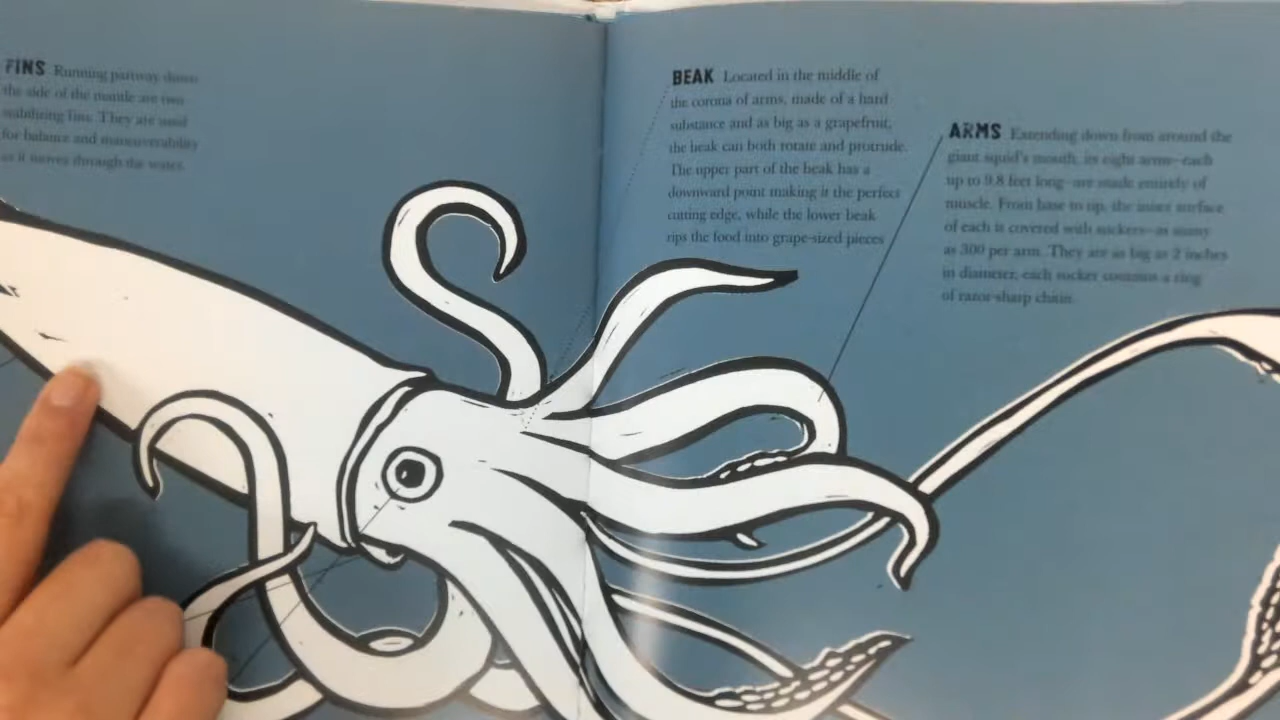 FINS Running partway down
the side of the mantle are two
stabilizing fins. They are used
for balance and maneuverability
as it moves through the water.
BEAK Located in the middle of
the corona of arms, made of a hard
substance and as big as a grapefruit,
the beak can both rotate and protrude.
The upper part of the beak has a
downward point making it the perfect
cutting edge, while the lower beak
rips the food into grape-sized pieces
ARMS Extending down from around the
giant squid's mouth, its eight arms—each
up to 9.8 feet long—are made entirely of
muscle. From base to tip, the inner surface
of each is covered with suckers—as many
as 300 per arm. They are as big as 2 inches
in diameter; each sucker contains a ring
of razor-sharp chitin.